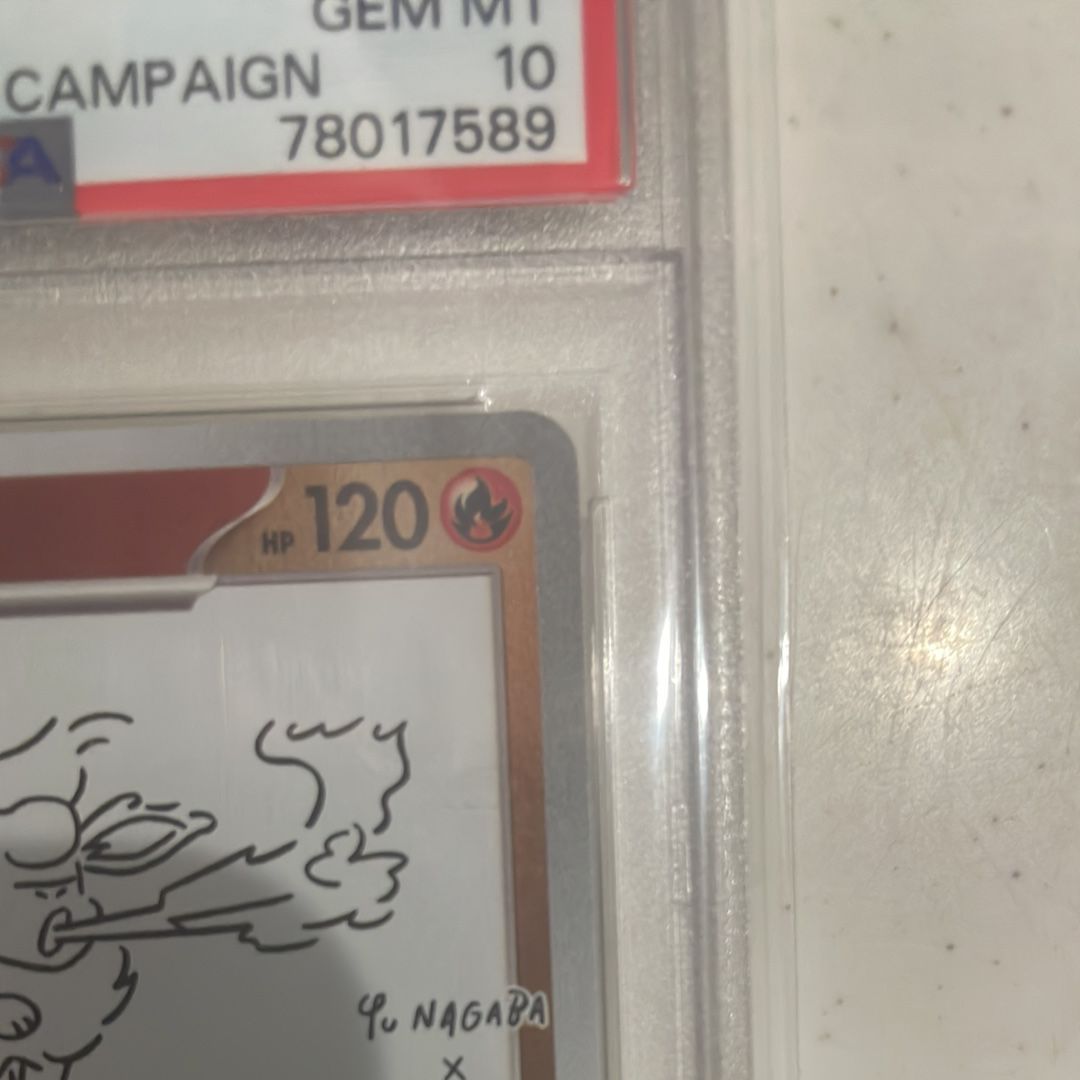 GEM MT
CAMPAIGN 10
78017589
HP 120
Yu NAGABA
x